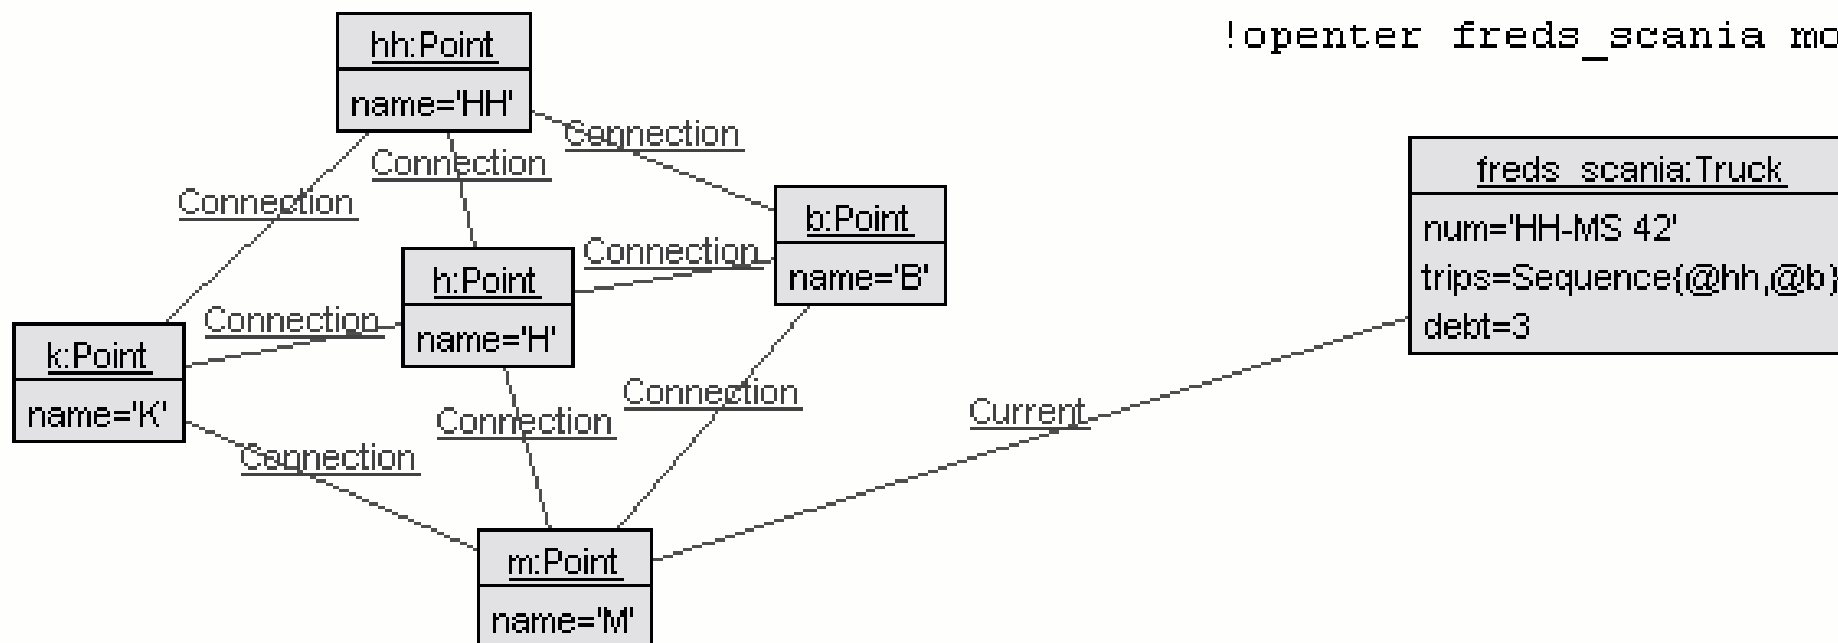 !openter freds_scania mo
hh:Point
name='HH'
Connection
Connection
Connection
freds_scania:Truck
num='HH-MS 42'
trips=Sequence{@hh,@b}
debt=3
b:Point
name='B'
Connection
h:Point
name='H'
Connection
k:Point
name='K'
Connection
Connection
Connection
Current
m:Point
name='M'